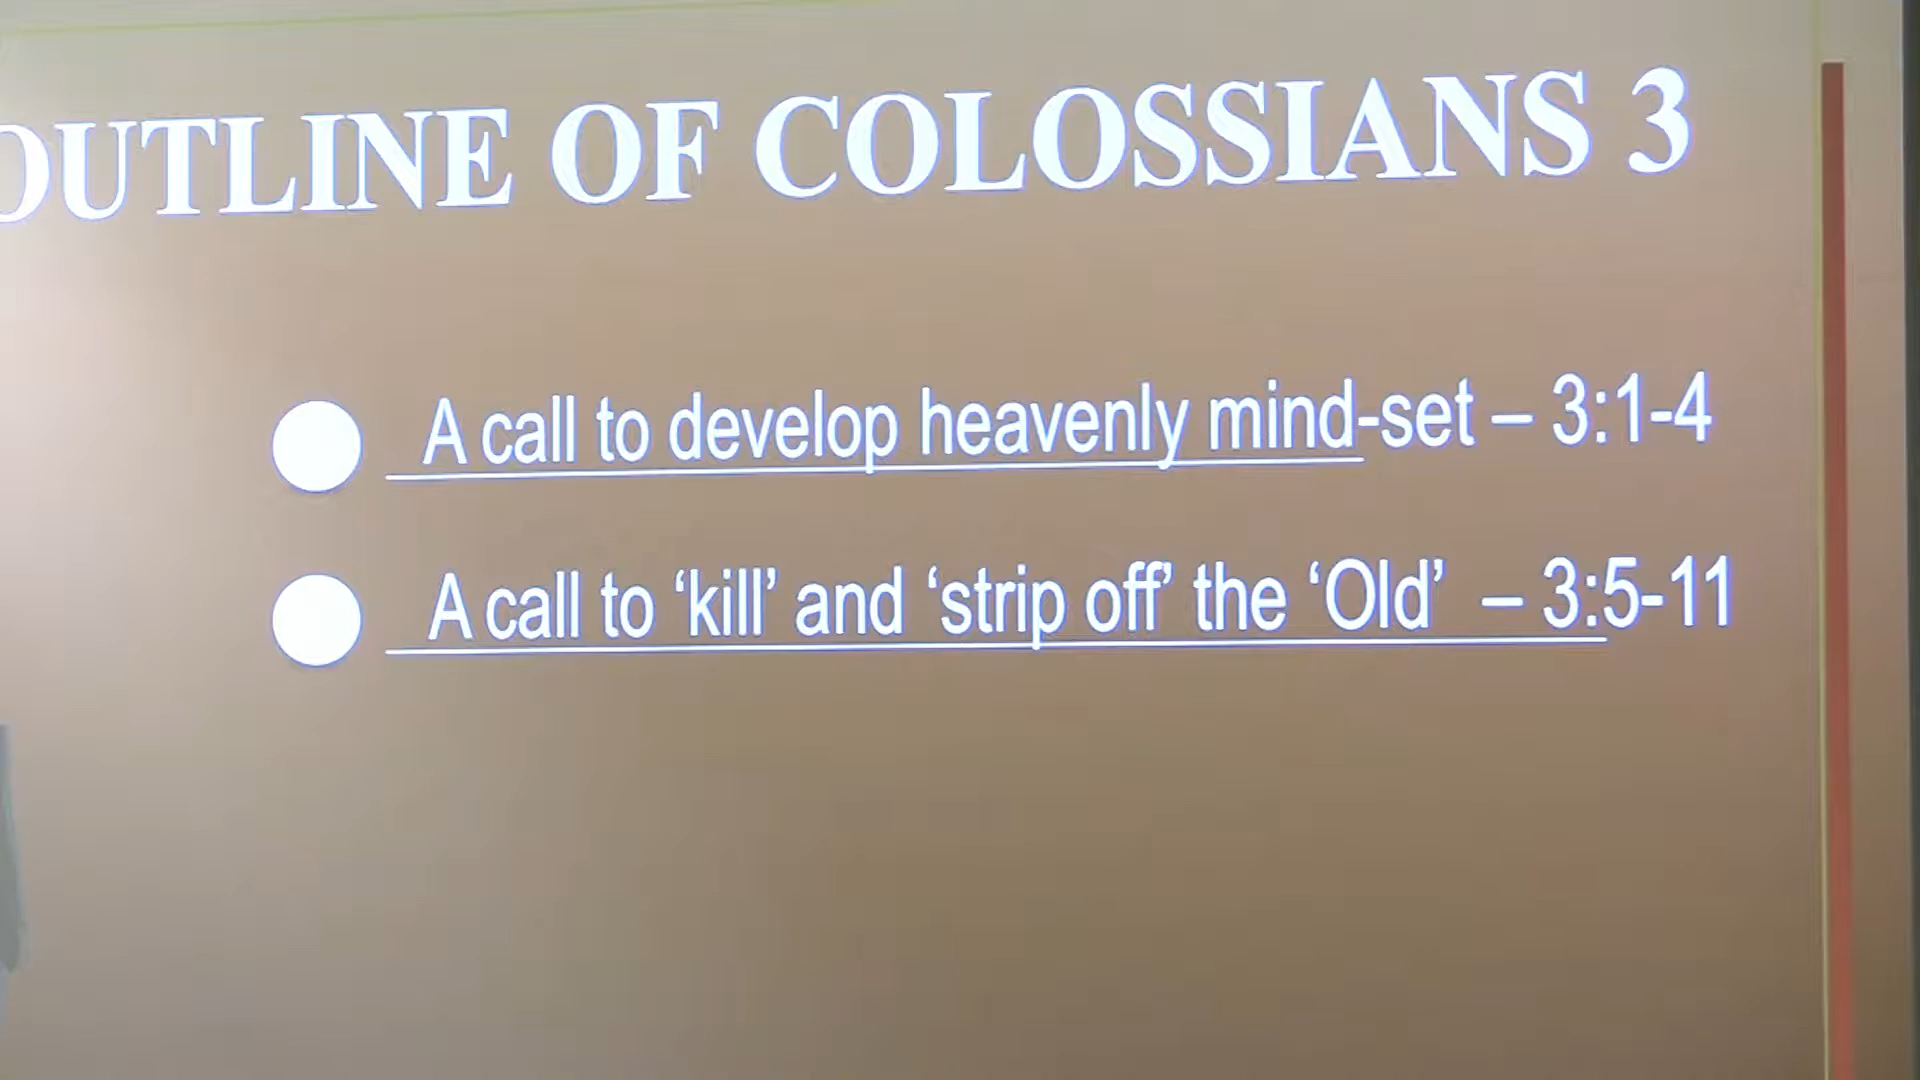 OUTLINE OF COLOSSIANS 3
A call to develop heavenly mind-set – 3:1-4
A call to ‘kill’ and ‘strip off’ the ‘Old’ – 3:5-11